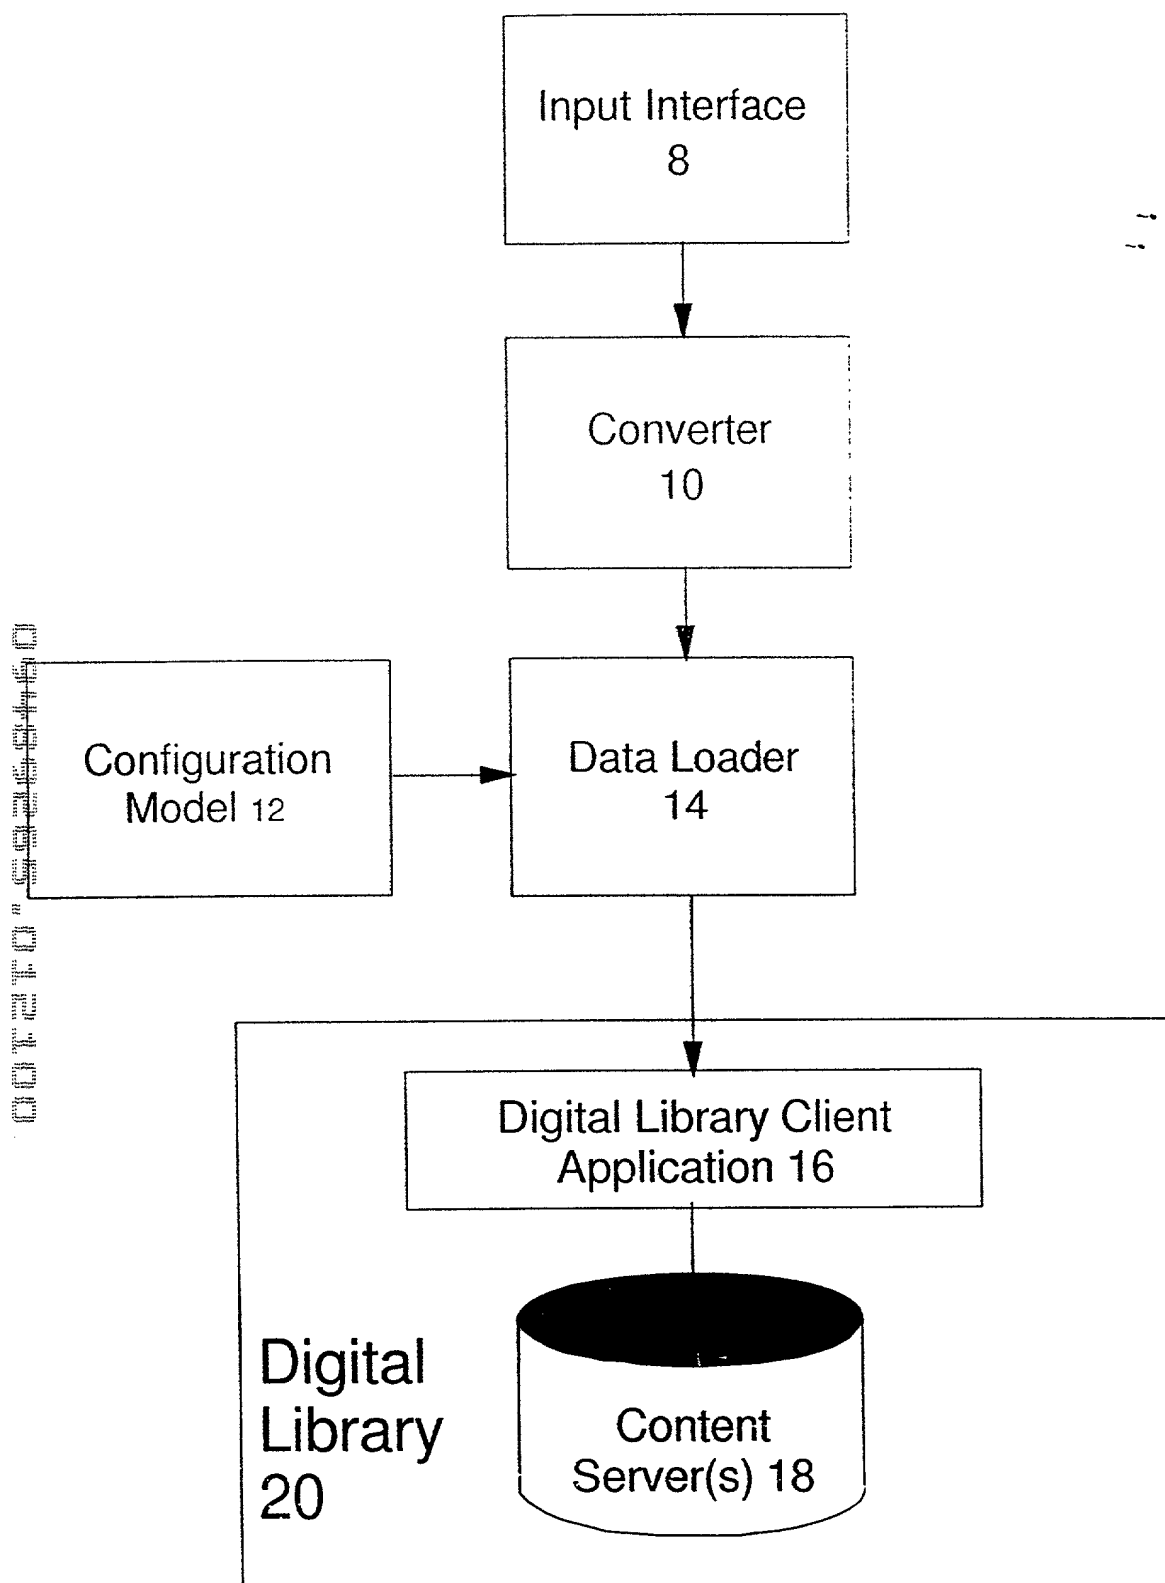 Input Interface
8
Converter
10
Configuration
Model 12
Data Loader
14
Digital Library Client
Application 16
Digital
Library
20
Content
Server(s) 18